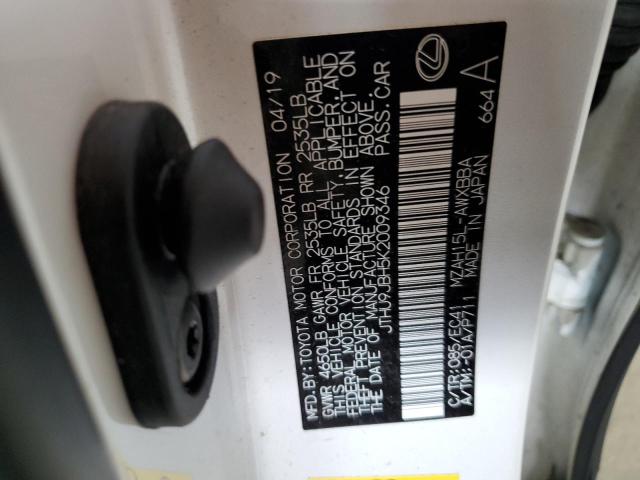 MFD.BY:TOYOTA MOTOR CORPORATION 04/19
GVWR 4650LB GAWR FR 2535LB RR 2535LB
THIS VEHICLE CONFORMS TO ALL APPLICABLE
FEDERAL MOTOR VEHICLE SAFETY, BUMPER, AND
THEFT PREVENTION STANDARDS IN EFFECT ON
THE DATE OF MANUFACTURE SHOWN ABOVE.
JTHJ9JBH5K2009346 PASS.CAR
C/TR:085/EC41 MZAH15L-AWXBBA
A/TM:-01A/P711 MADE IN JAPAN 664 A